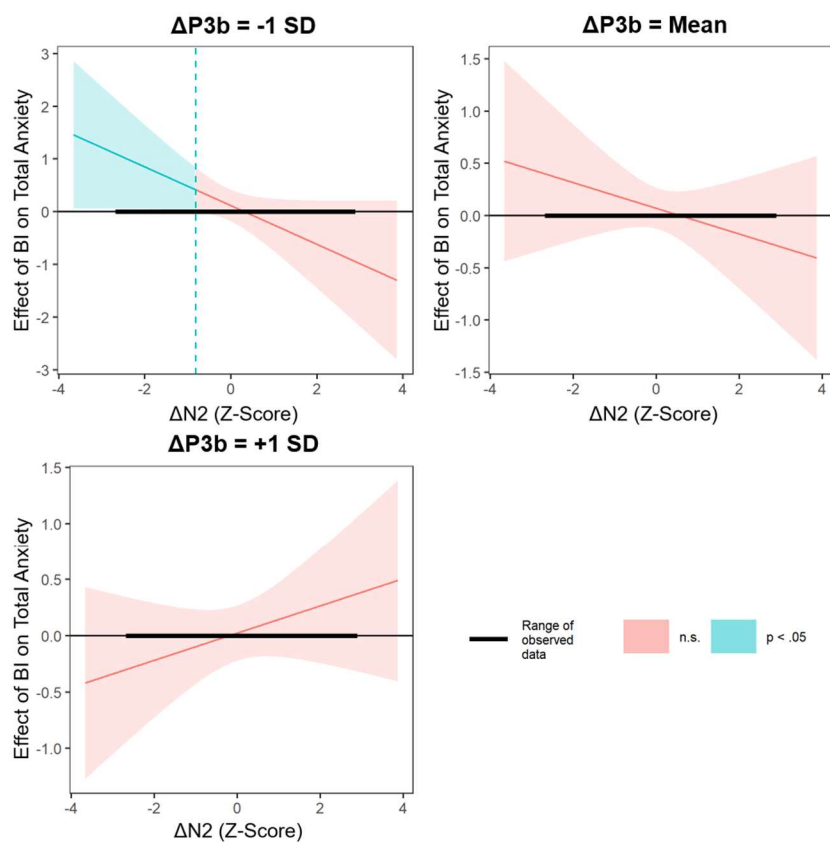 ΔP3b = -1 SD
Effect of BI on Total Anxiety
3
2
1
0
-1
-2
-3
-4
-2
0
2
4
ΔN2 (Z-Score)
ΔP3b = Mean
Effect of BI on Total Anxiety
1.5
1.0
0.5
0.0
-0.5
-1.0
-1.5
-4
-2
0
2
4
ΔN2 (Z-Score)
ΔP3b = +1 SD
Effect of BI on Total Anxiety
1.5
1.0
0.5
0.0
-0.5
-1.0
-4
-2
0
2
4
ΔN2 (Z-Score)
Range of
observed
data
n.s.
p < .05